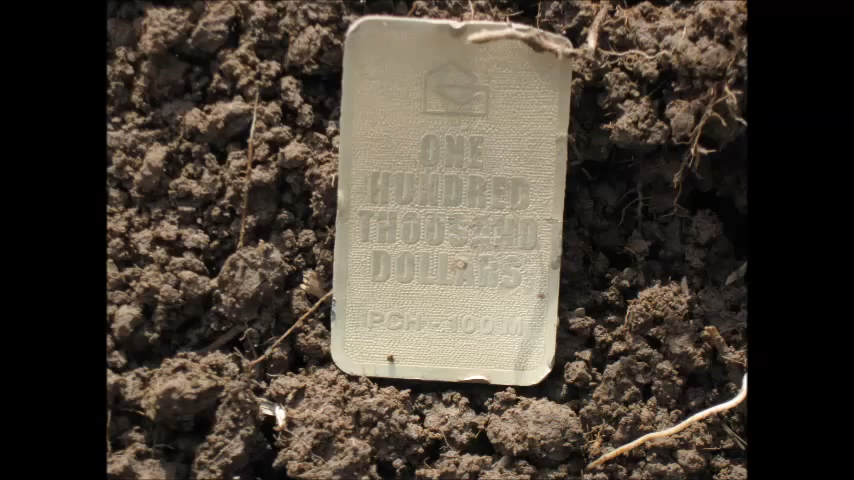 ONE
HUNDRED
THOUSAND
DOLLARS
PCH - 100 M